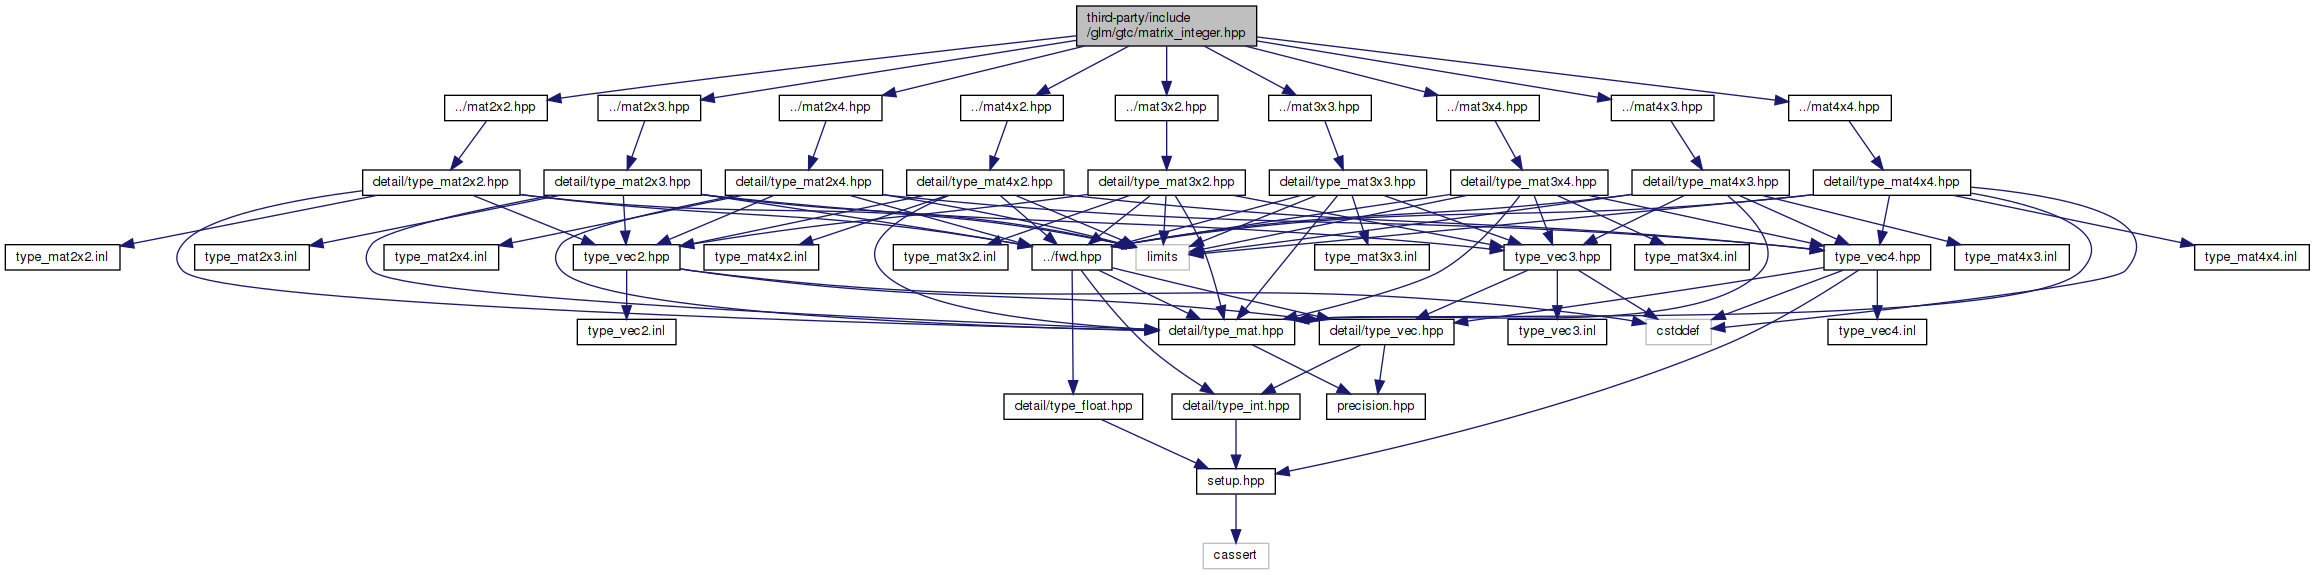 third-party/include
/glm/gtc/matrix_integer.hpp
../mat2x2.hpp
../mat2x3.hpp
../mat2x4.hpp
../mat4x2.hpp
../mat3x2.hpp
../mat3x3.hpp
../mat3x4.hpp
../mat4x3.hpp
../mat4x4.hpp
detail/type_mat2x2.hpp
detail/type_mat2x3.hpp
detail/type_mat2x4.hpp
detail/type_mat4x2.hpp
detail/type_mat3x2.hpp
detail/type_mat3x3.hpp
detail/type_mat3x4.hpp
detail/type_mat4x3.hpp
detail/type_mat4x4.hpp
type_mat2x2.inl
type_mat2x3.inl
type_mat2x4.inl
type_vec2.hpp
type_mat4x2.inl
type_mat3x2.inl
../fwd.hpp
limits
type_mat3x3.inl
type_vec3.hpp
type_mat3x4.inl
type_vec4.hpp
type_mat4x3.inl
type_mat4x4.inl
type_vec2.inl
detail/type_mat.hpp
detail/type_vec.hpp
type_vec3.inl
cstddef
type_vec4.inl
detail/type_float.hpp
detail/type_int.hpp
precision.hpp
setup.hpp
cassert